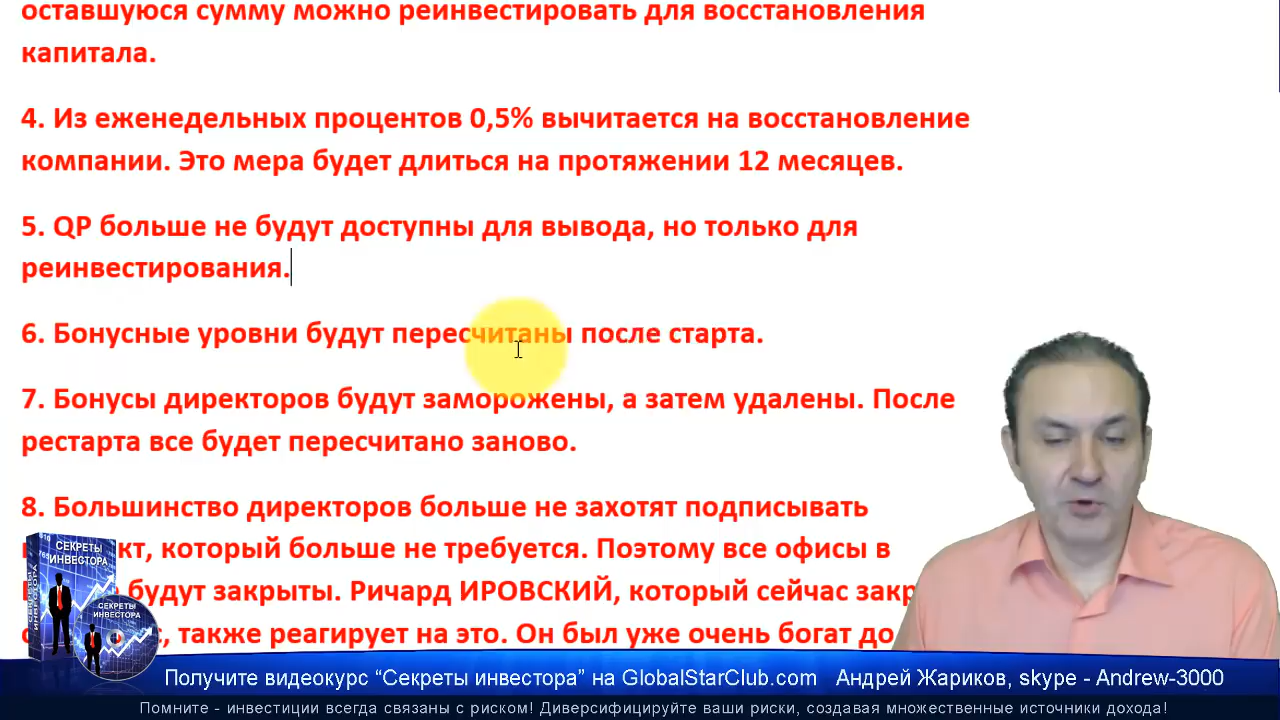 оставшуюся сумму можно реинвестировать для восстановления
капитала.
4. Из еженедельных процентов 0,5% вычитается на восстановление
компании. Это мера будет длиться на протяжении 12 месяцев.
5. QP больше не будут доступны для вывода, но только для
реинвестирования.
6. Бонусные уровни будут пересчитаны после старта.
7. Бонусы директоров будут заморожены, а затем удалены. После
рестарта все будет пересчитано заново.
8. Большинство директоров больше не захотят подписывать
который больше не требуется. Поэтому все офисы в
будут закрыты. Ричард ИРОВСКИЙ, который сейчас
также реагирует на это. Он был уже очень богат до
СЕКРЕТЫ
ИНВЕСТОРА
СЕКРЕТЫ ИНВЕСТОРА
СЕКРЕТЫ
ИНВЕСТОРА
Получите видеокурс “Секреты инвестора” на GlobalStarClub.com Андрей Жариков, skype - Andrew-3000
Помните - инвестиции всегда связаны с риском! Диверсифицируйте ваши риски, создавая множественные источники дохода!